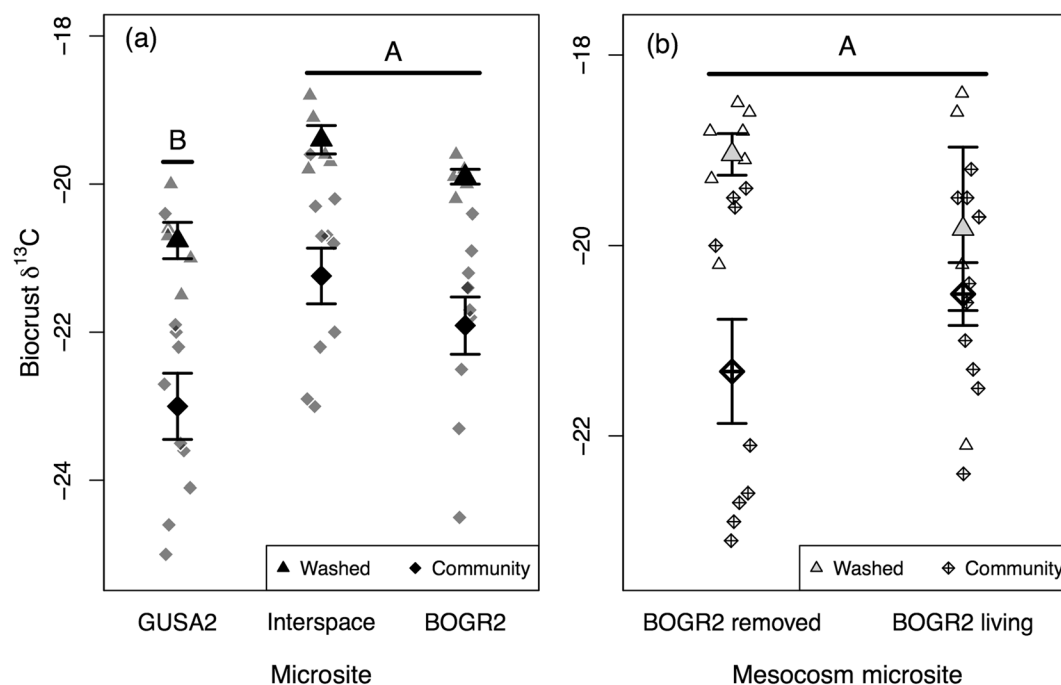 (a)
A
B
−18
−20
−22
−24
Biocrust δ¹³C
Washed
Community
GUSA2
Interspace
BOGR2
Microsite
(b)
A
−18
−20
−22
Washed
Community
BOGR2 removed
BOGR2 living
Mesocosm microsite